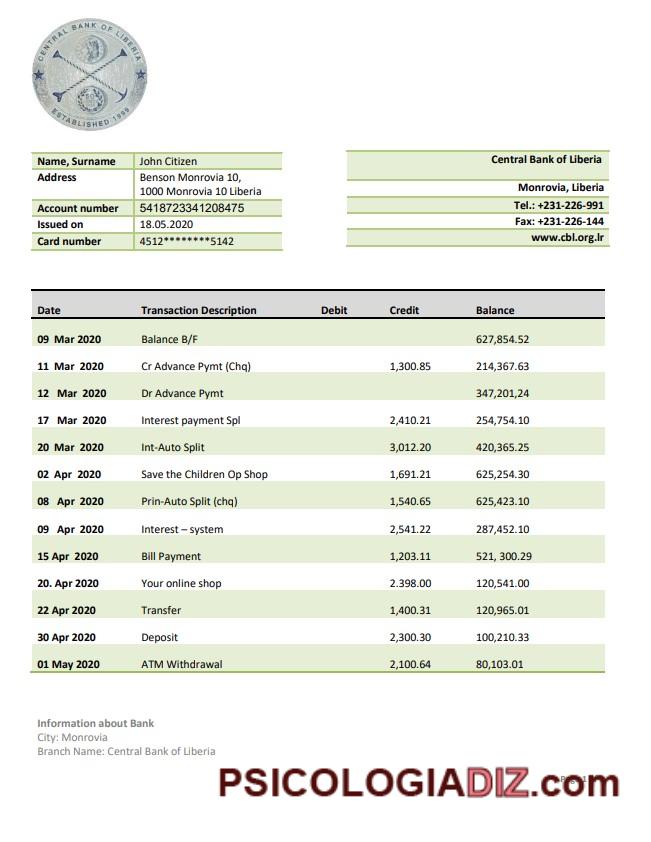 CENTRAL BANK OF LIBERIA
ESTABLISHED 1999
Name, Surname John Citizen
Address Benson Monrovia 10,
1000 Monrovia 10 Liberia
Account number 5418723341208475
Issued on 18.05.2020
Card number 4512********5142
Central Bank of Liberia
Monrovia, Liberia
Tel.: +231-226-991
Fax: +231-226-144
www.cbl.org.lr
Date Transaction Description Debit Credit Balance
09 Mar 2020 Balance B/F 627,854.52
11 Mar 2020 Cr Advance Pymt (Chq) 1,300.85 214,367.63
12 Mar 2020 Dr Advance Pymt 347,201,24
17 Mar 2020 Interest payment Spl 2,410.21 254,754.10
20 Mar 2020 Int-Auto Split 3,012.20 420,365.25
02 Apr 2020 Save the Children Op Shop 1,691.21 625,254.30
08 Apr 2020 Prin-Auto Split (chq) 1,540.65 625,423.10
09 Apr 2020 Interest – system 2,541.22 287,452.10
15 Apr 2020 Bill Payment 1,203.11 521, 300.29
20. Apr 2020 Your online shop 2.398.00 120,541.00
22 Apr 2020 Transfer 1,400.31 120,965.01
30 Apr 2020 Deposit 2,300.30 100,210.33
01 May 2020 ATM Withdrawal 2,100.64 80,103.01
Information about Bank
City: Monrovia
Branch Name: Central Bank of Liberia
PSICOLOGIADIZ.com